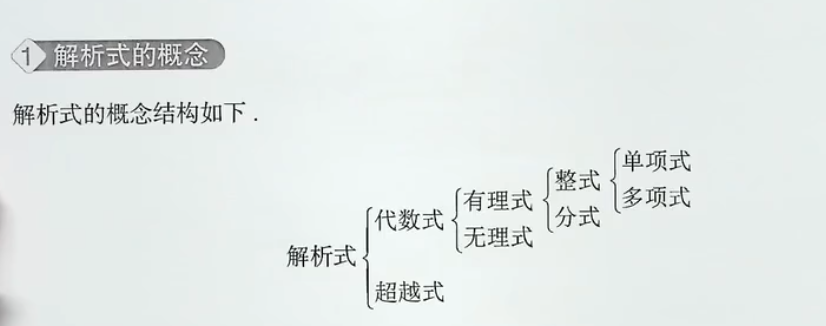 1 解析式的概念
解析式的概念结构如下.
单项式
整式
多项式
有理式
分式
代数式
无理式
解析式
超越式